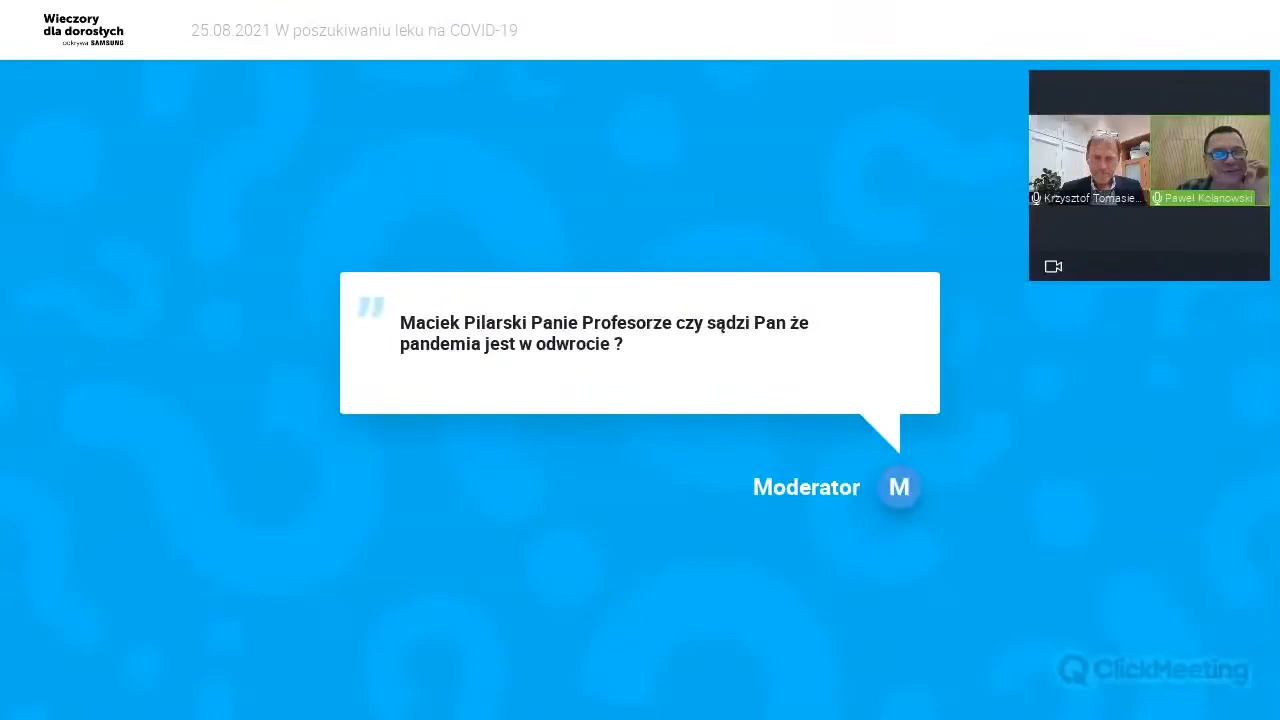 Wieczory
dla dorosłych
odkrywa SAMSUNG
25.08.2021 W poszukiwaniu leku na COVID-19
Krzysztof Tomasie...
Paweł Kolanowski
Maciek Pilarski Panie Profesorze czy sądzi Pan że
pandemia jest w odwrocie ?
Moderator M
ClickMeeting